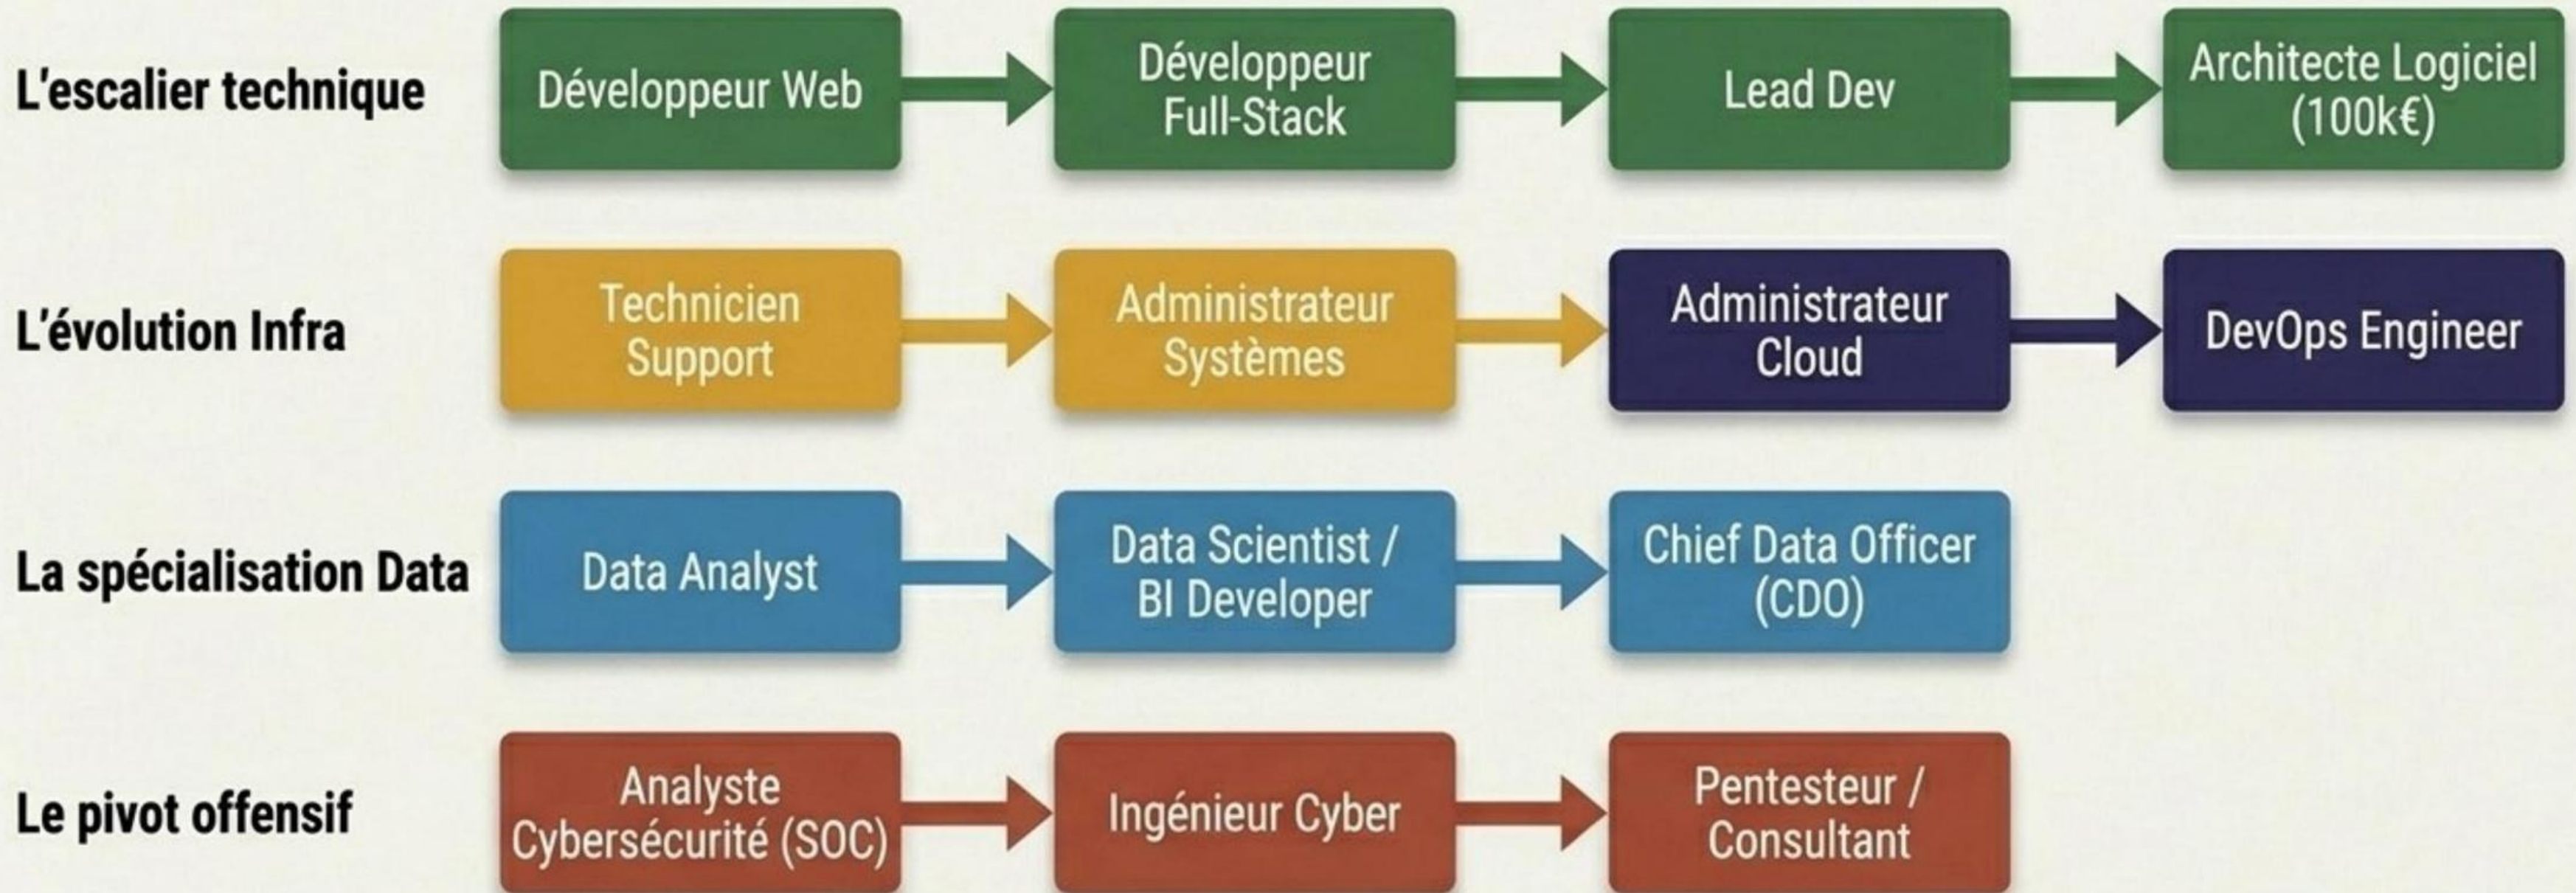 L'escalier technique
Développeur Web
Développeur
Full-Stack
Lead Dev
Architecte Logiciel
(100k€)
L'évolution Infra
Technicien
Support
Administrateur
Systèmes
Administrateur
Cloud
DevOps Engineer
La spécialisation Data
Data Analyst
Data Scientist /
BI Developer
Chief Data Officer
(CDO)
Le pivot offensif
Analyste
Cybersécurité (SOC)
Ingénieur Cyber
Pentesteur /
Consultant